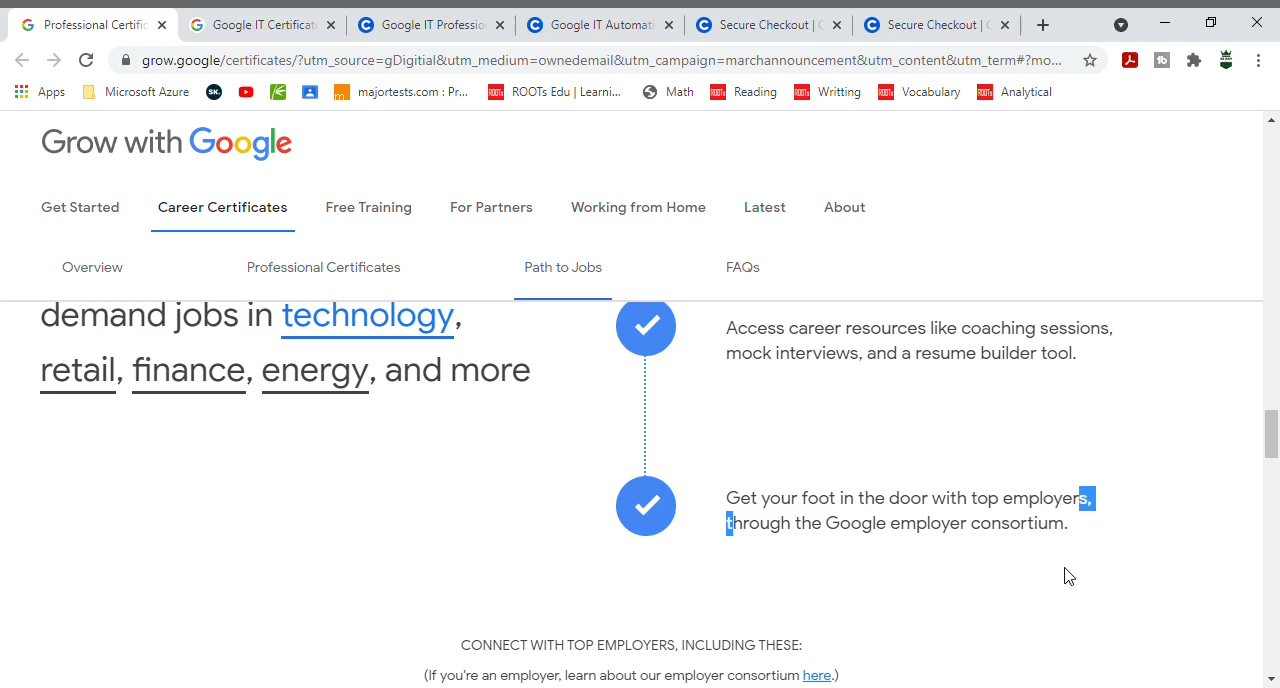 Professional Certific
Google IT Certificat
Google IT Professio
Google IT Automati
Secure Checkout | C
Secure Checkout | C
grow.google/certificates/?utm_source=gDigitial&utm_medium=ownedemail&utm_campaign=marchannouncement&utm_content&utm_term#?mo...
Apps
Microsoft Azure
SK.
majortests.com : Pr...
ROOTs Edu | Learni...
Math
Reading
Writting
Vocabulary
Analytical
Grow with Google
Get Started
Career Certificates
Free Training
For Partners
Working from Home
Latest
About
Overview
Professional Certificates
Path to Jobs
FAQs
demand jobs in technology,
retail, finance, energy, and more
Access career resources like coaching sessions,
mock interviews, and a resume builder tool.
Get your foot in the door with top employers,
through the Google employer consortium.
CONNECT WITH TOP EMPLOYERS, INCLUDING THESE:
(If you're an employer, learn about our employer consortium here.)